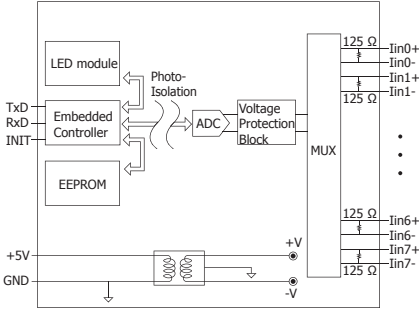 125 Ω
Iin0+
Iin0-
Iin1+
125 Ω
Iin1-
LED module
Photo-
Isolation
TxD
RxD
INIT
Embedded
Controller
ADC
Voltage
Protection
Block
MUX
EEPROM
125 Ω
Iin6+
Iin6-
Iin7+
125 Ω
Iin7-
+5V
+V
GND
-V